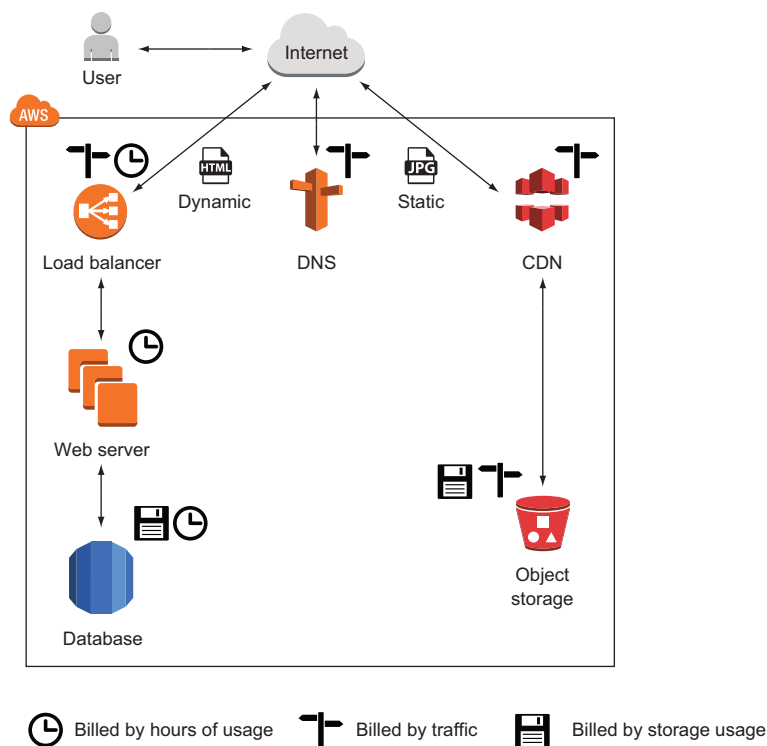 Internet
User
AWS
HTML
JPG
Dynamic
Static
Load balancer
DNS
CDN
Web server
Object
storage
Database
Billed by hours of usage
Billed by traffic
Billed by storage usage